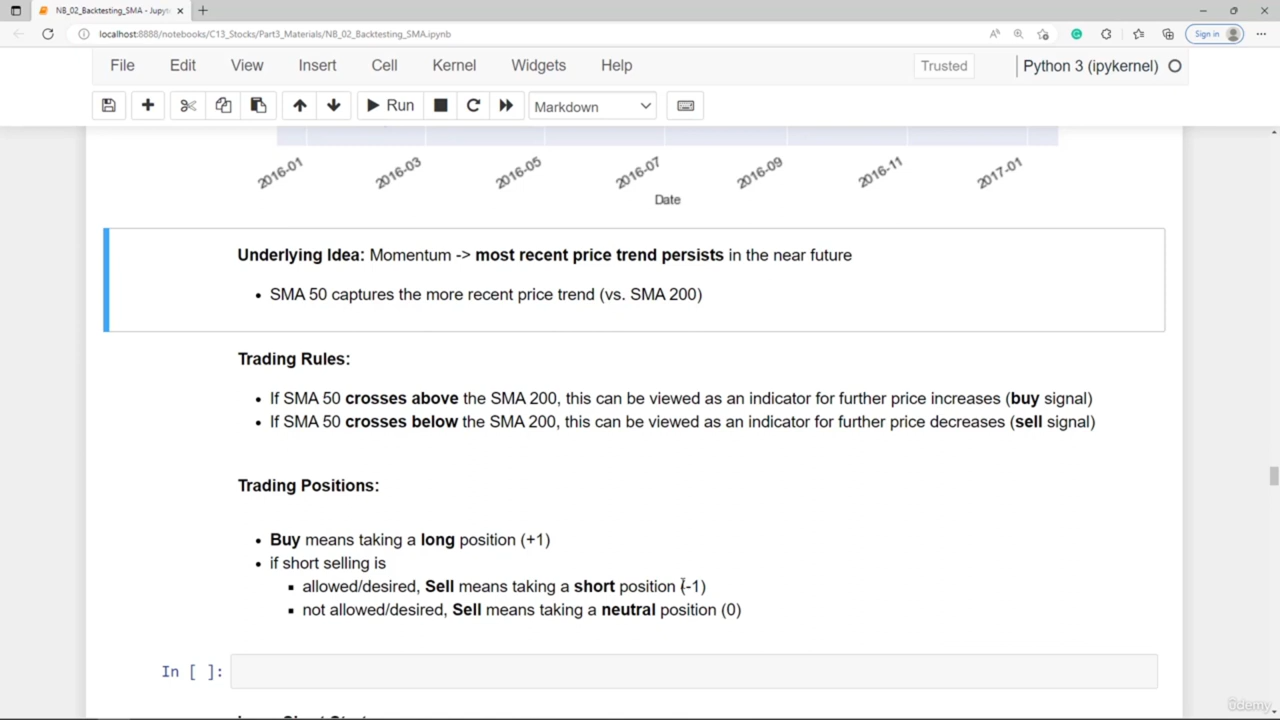 NB_02_Backtesting_SMA - Jupyt
localhost:8888/notebooks/C13_Stocks/Part3_Materials/NB_02_Backtesting_SMA.ipynb
Sign in
File Edit View Insert Cell Kernel Widgets Help Trusted Python 3 (ipykernel)
Run Markdown
2016-01 2016-03 2016-05 2016-07 2016-09 2016-11 2017-01
Date
Underlying Idea: Momentum -> most recent price trend persists in the near future
• SMA 50 captures the more recent price trend (vs. SMA 200)
Trading Rules:
• If SMA 50 crosses above the SMA 200, this can be viewed as an indicator for further price increases (buy signal)
• If SMA 50 crosses below the SMA 200, this can be viewed as an indicator for further price decreases (sell signal)
Trading Positions:
• Buy means taking a long position (+1)
• if short selling is
▪ allowed/desired, Sell means taking a short position (-1)
▪ not allowed/desired, Sell means taking a neutral position (0)
In [ ]:
ûdemy